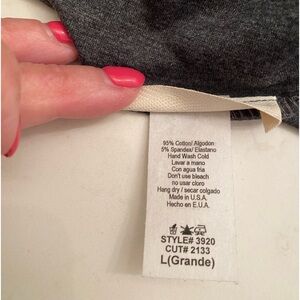 95% Cotton/ Algodon
5% Spandex/ Elastano
Hand Wash Cold
Lavar a mano
Con agua fria
Don't use bleach
no usar cloro
Hang dry / secar colgado
Made in U.S.A.
Hecho en E.U.A.
STYLE# 3920
CUT# 2133
L(Grande)